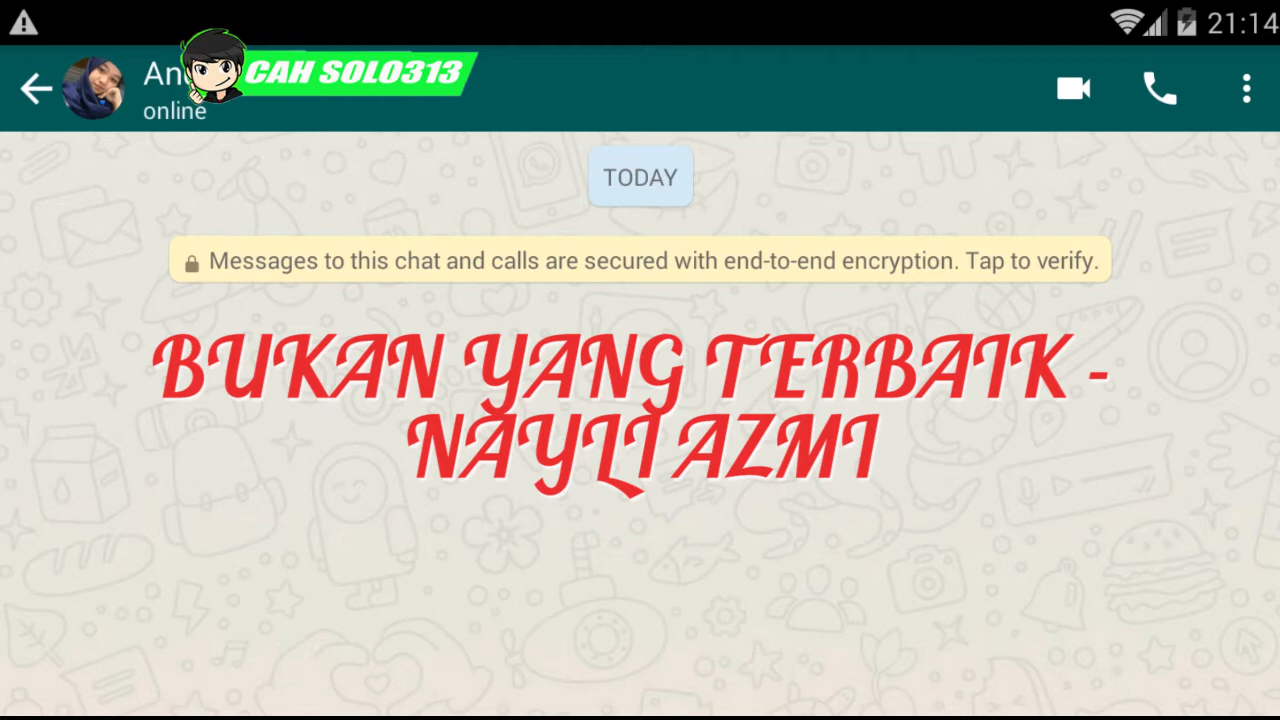 21:14
CAH SOLO313
online
TODAY
Messages to this chat and calls are secured with end-to-end encryption. Tap to verify.
BUKAN YANG TERBAIK -
NAYLI AZMI